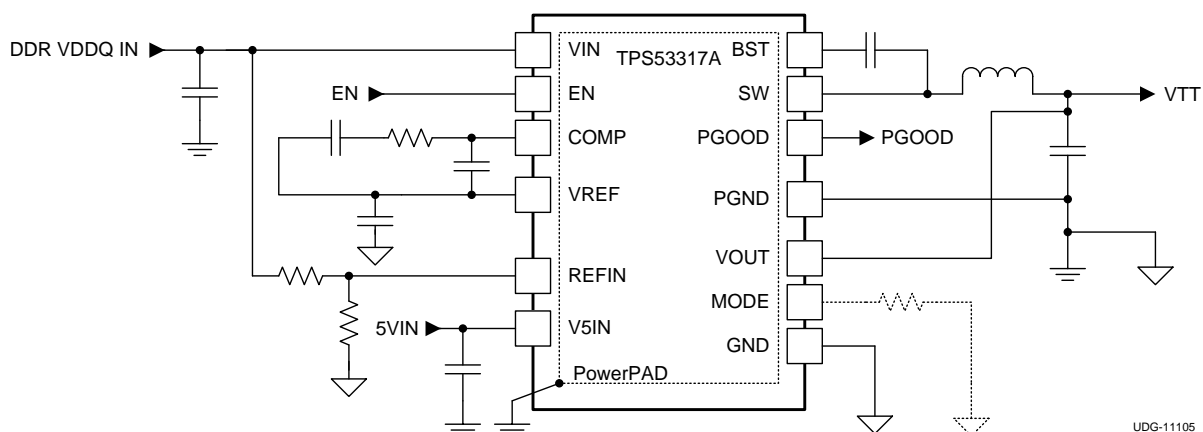 DDR VDDQ IN
EN
5VIN
VIN
EN
COMP
VREF
REFIN
V5IN
TPS53317A
PowerPAD
BST
SW
PGOOD
PGND
VOUT
MODE
GND
VTT
PGOOD
UDG-11105